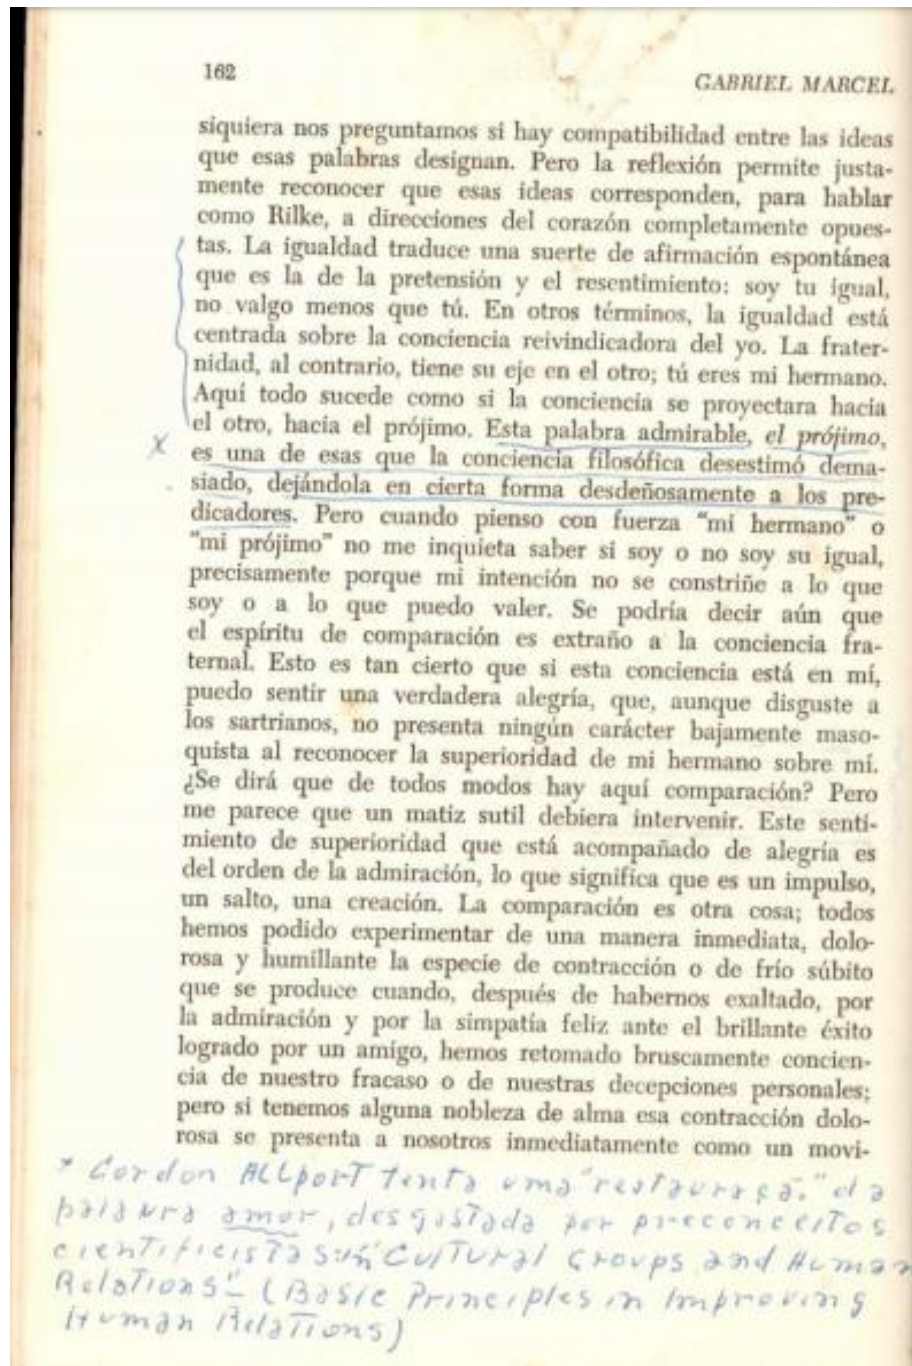 162
GABRIEL MARCEL
siquiera nos preguntamos si hay compatibilidad entre las ideas
que esas palabras designan. Pero la reflexión permite justa-
mente reconocer que esas ideas corresponden, para hablar
como Rilke, a direcciones del corazón completamente opues-
tas. La igualdad traduce una suerte de afirmación espontánea
que es la de la pretensión y el resentimiento: soy tu igual,
no valgo menos que tú. En otros términos, la igualdad está
centrada sobre la conciencia reivindicadora del yo. La frater-
nidad, al contrario, tiene su eje en el otro; tú eres mi hermano.
Aquí todo sucede como si la conciencia se proyectara hacia
el otro, hacia el prójimo. Esta palabra admirable, el prójimo,
x
es una de esas que la conciencia filosófica desestimó dema-
siado, dejándola en cierta forma desdeñosamente a los pre-
dicadores. Pero cuando pienso con fuerza "mi hermano" o
"mi prójimo" no me inquieta saber si soy o no soy su igual,
precisamente porque mi intención no se constriñe a lo que
soy o a lo que puedo valer. Se podría decir aún que
el espíritu de comparación es extraño a la conciencia fra-
ternal. Esto es tan cierto que si esta conciencia está en mí,
puedo sentir una verdadera alegría, que, aunque disguste a
los sartrianos, no presenta ningún carácter bajamente maso-
quista al reconocer la superioridad de mi hermano sobre mí.
¿Se dirá que de todos modos hay aquí comparación? Pero
me parece que un matiz sutil debiera intervenir. Este senti-
miento de superioridad que está acompañado de alegría es
del orden de la admiración, lo que significa que es un impulso,
un salto, una creación. La comparación es otra cosa; todos
hemos podido experimentar de una manera inmediata, dolo-
rosa y humillante la especie de contracción o de frío súbito
que se produce cuando, después de habernos exaltado, por
la admiración y por la simpatía feliz ante el brillante éxito
logrado por un amigo, hemos retomado bruscamente concien-
cia de nuestro fracaso o de nuestras decepciones personales;
pero si tenemos alguna nobleza de alma esa contracción dolo-
rosa se presenta a nosotros inmediatamente como un movi-
* Gordon ALLporT tenta uma "restauração" da
palavra amor, desgastada por preconceitos
cientificistas: in "Cultural Groups and Human
Relations" - (Basic Principles in Improving
Human Relations)